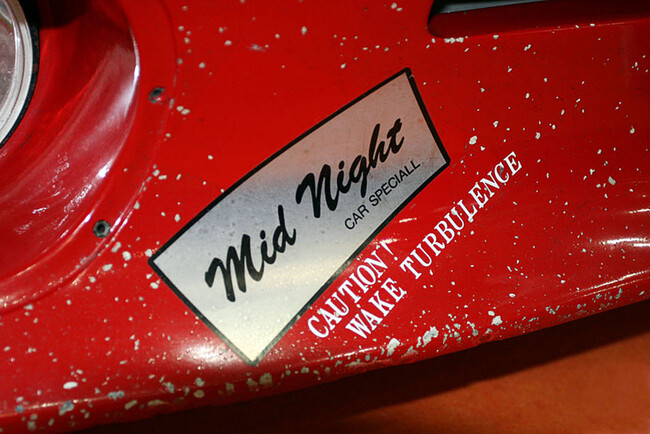 Mid Night
CAR SPECIALL
CAUTION!
WAKE TURBULENCE